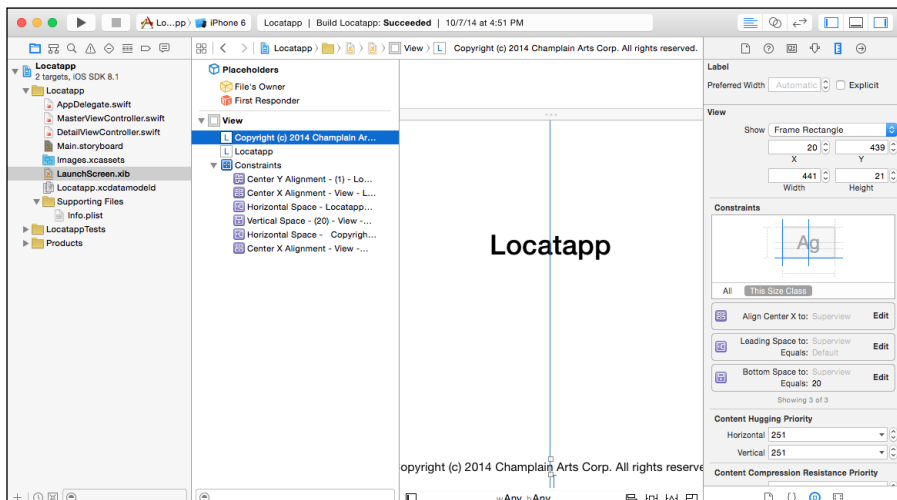 Lo...pp) iPhone 6
Locatapp | Build Locatapp: Succeeded | 10/7/14 at 4:51 PM
Locatapp
View
L
Copyright (c) 2014 Champlain Arts Corp. All rights reserved.
Locatapp
2 targets, iOS SDK 8.1
Locatapp
AppDelegate.swift
MasterViewController.swift
DetailViewController.swift
Main.storyboard
Images.xcassets
LaunchScreen.xib
Locatapp.xcdatamodeld
Supporting Files
Info.plist
LocatappTests
Products
Placeholders
File's Owner
First Responder
View
L Copyright (c) 2014 Champlain Ar...
L Locatapp
Constraints
Center Y Alignment - (1) - Lo...
Center X Alignment - View - L...
Horizontal Space - Locatapp...
Vertical Space - (20) - View -...
Horizontal Space - Copyrigh...
Center X Alignment - View -...
Locatapp
opyright (c) 2014 Champlain Arts Corp. All rights reserve
wAny hAny
Label
Preferred Width Automatic Explicit
View
Show Frame Rectangle
20 439
X Y
441 21
Width Height
Constraints
Ag
All This Size Class
Align Center X to: Superview Edit
Leading Space to: Superview
Equals: Default Edit
Bottom Space to: Superview
Equals: 20 Edit
Showing 3 of 3
Content Hugging Priority
Horizontal 251
Vertical 251
Content Compression Resistance Priority